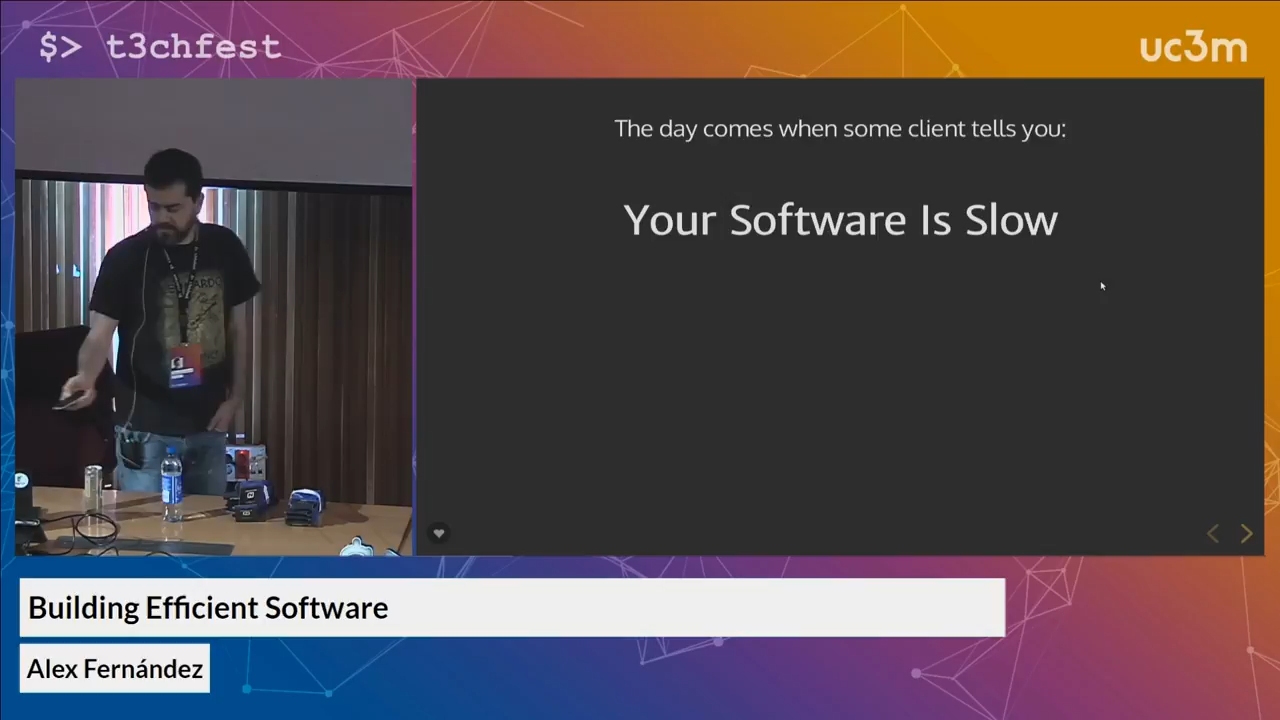 $> t3chfest
uc3m
The day comes when some client tells you:
Your Software Is Slow
Building Efficient Software
Alex Fernández